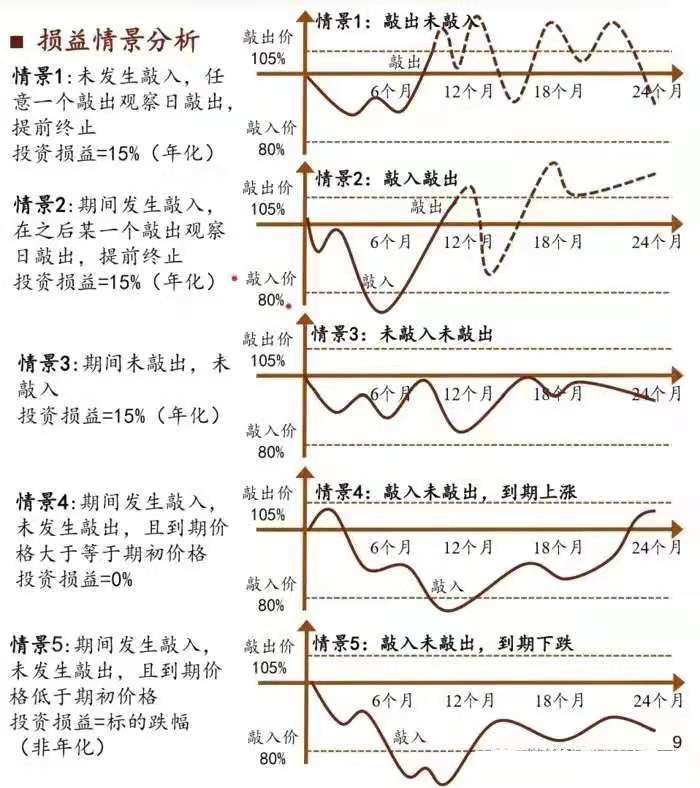 ■ 损益情景分析
情景1:未发生敲入，任
意一个敲出观察日敲出，
提前终止
投资损益=15%（年化）
情景1：敲出未敲入
敲出价
105%
敲出
6个月 12个月 18个月 24个月
敲入价
80%
情景2:期间发生敲入，
在之后某一个敲出观察
日敲出，提前终止
投资损益=15%（年化）
情景2：敲入敲出
敲出价
105%
敲出
6个月 12个月 18个月 24个月
敲入价
80%
敲入
情景3:期间未敲出，未
敲入
投资损益=15%（年化）
情景3：未敲入未敲出
敲出价
105%
6个月 12个月 18个月 24个月
敲入价
80%
情景4:期间发生敲入，
未发生敲出，且到期价
格大于等于期初价格
投资损益=0%
情景4：敲入未敲出，到期上涨
敲出价
105%
6个月 12个月 18个月 24个月
敲入价
80%
敲入
情景5:期间发生敲入，
未发生敲出，且到期价
格低于期初价格
投资损益=标的跌幅
（非年化）
情景5：敲入未敲出，到期下跌
敲出价
105%
6个月 12个月 18个月 24个月
敲入价
80%
敲入
9